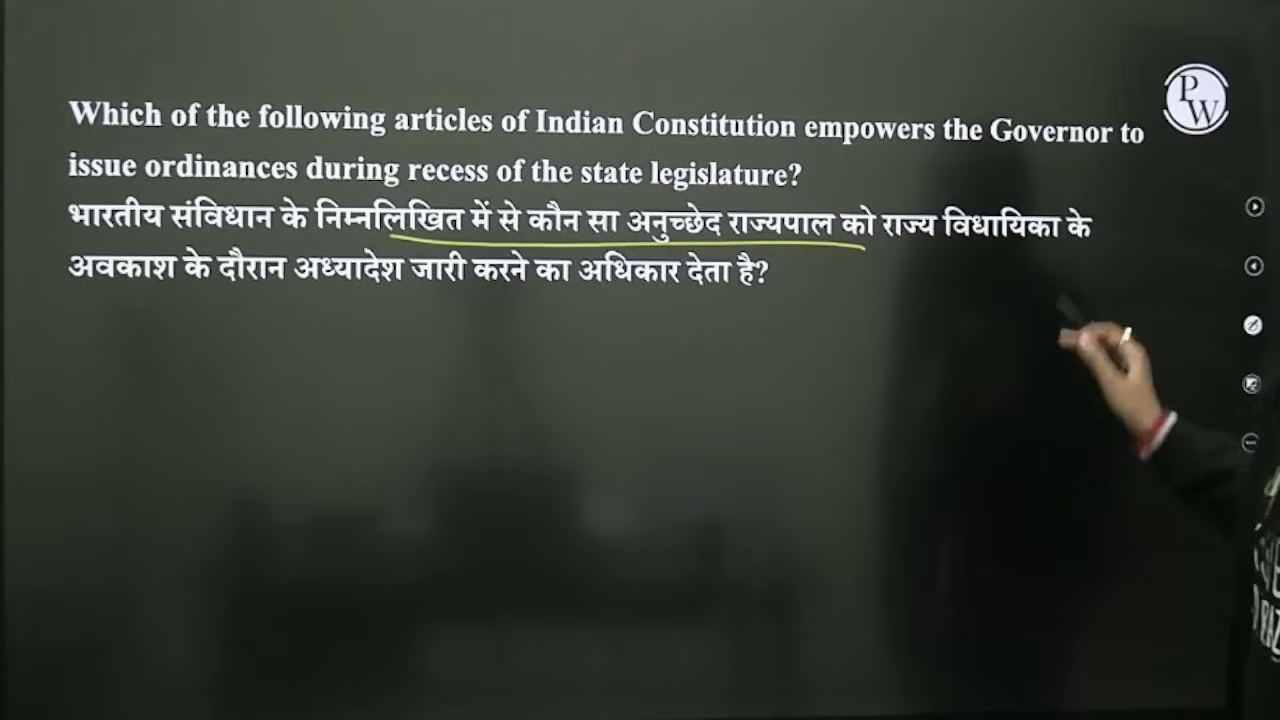 Which of the following articles of Indian Constitution empowers the Governor to
issue ordinances during recess of the state legislature?
भारतीय संविधान के निम्नलिखित में से कौन सा अनुच्छेद राज्यपाल को राज्य विधायिका के
अवकाश के दौरान अध्यादेश जारी करने का अधिकार देता है?
PW